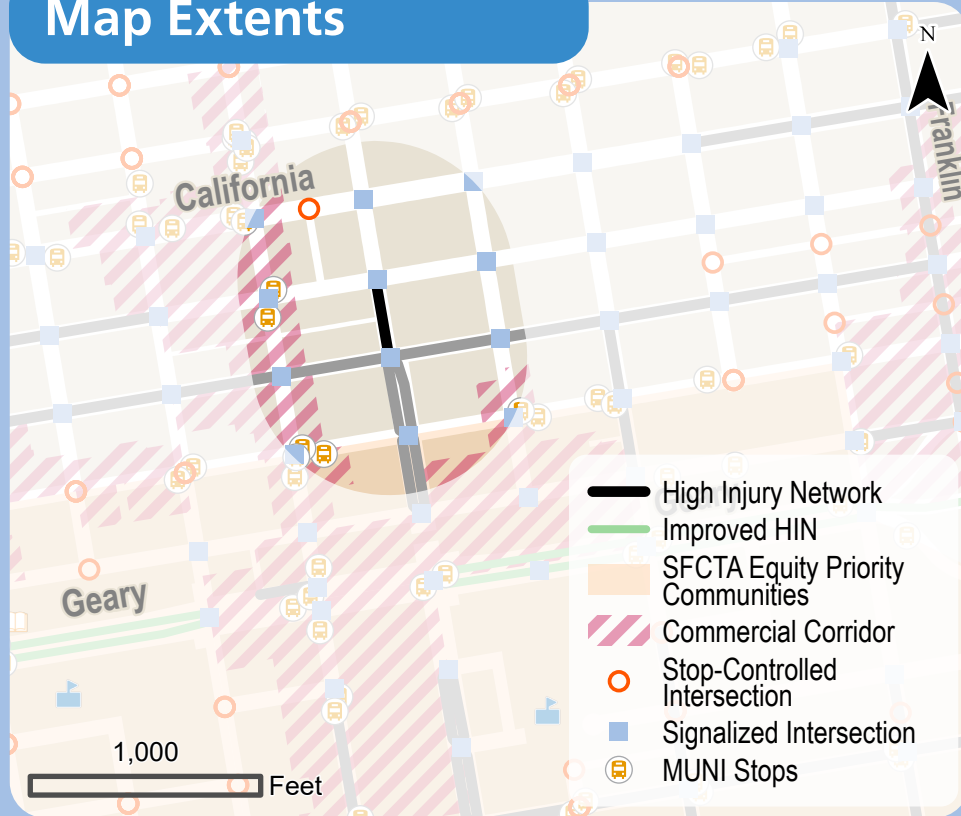 Map Extents
N
Franklin
California
Geary
Geary
High Injury Network
Improved HIN
SFCTA Equity Priority
Communities
Commercial Corridor
Stop-Controlled
Intersection
Signalized Intersection
MUNI Stops
1,000
Feet